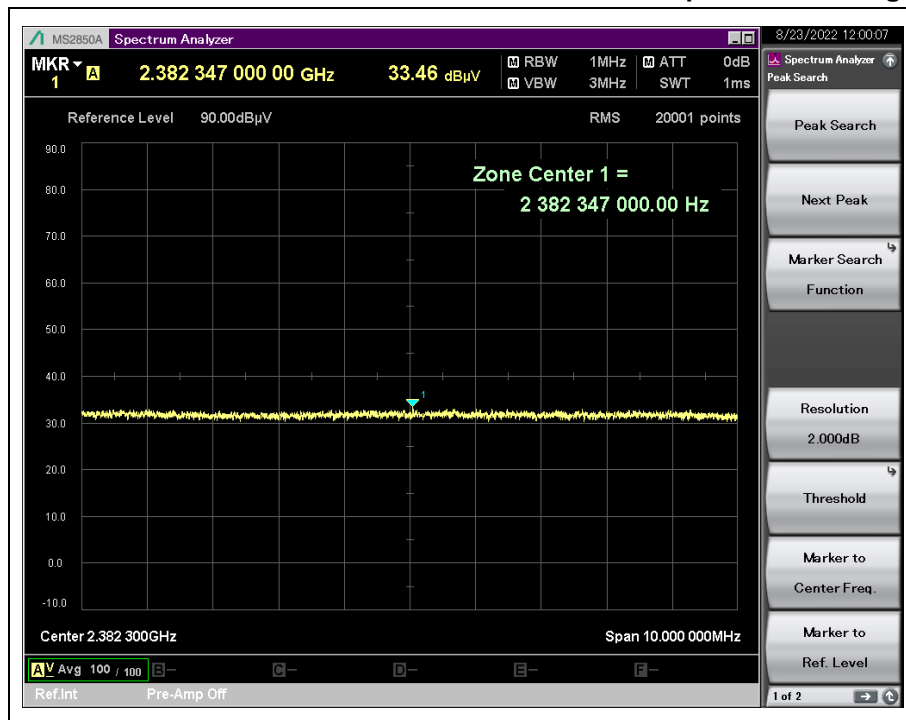 MS2850A Spectrum Analyzer
8/23/2022 12:00:07
MKR 1 A 2.382 347 000 00 GHz 33.46 dBµV
M RBW 1MHz M ATT 0dB
M VBW 3MHz SWT 1ms
Reference Level 90.00dBµV RMS 20001 points
Zone Center 1 =
2 382 347 000.00 Hz
90.0
80.0
70.0
60.0
50.0
40.0
30.0
20.0
10.0
0.0
-10.0
1
Center 2.382 300GHz Span 10.000 000MHz
A V Avg 100 / 100 B- C- D- E- F-
Ref.Int Pre-Amp Off
Spectrum Analyzer
Peak Search
Peak Search
Next Peak
Marker Search
Function
Resolution
2.000dB
Threshold
Marker to
Center Freq.
Marker to
Ref. Level
1 of 2